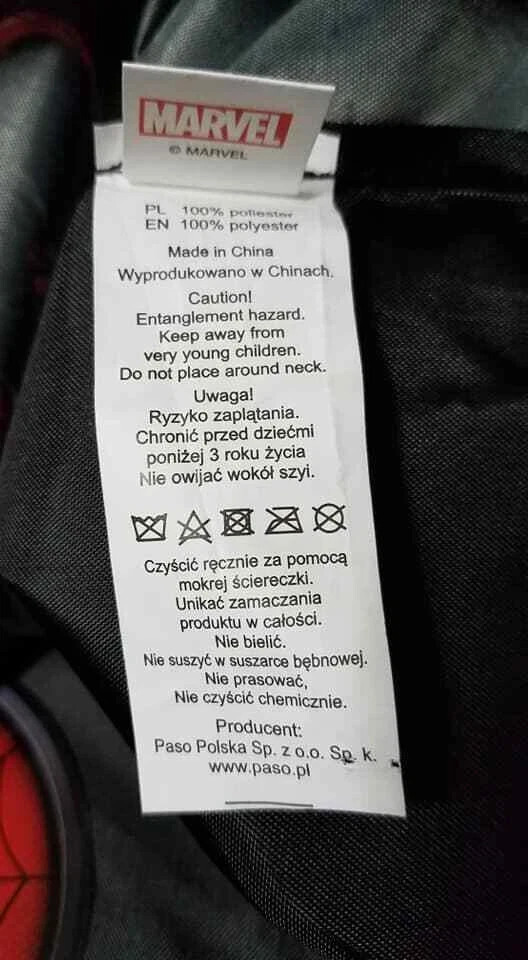 MARVEL
© MARVEL
PL 100% poliester
EN 100% polyester
Made in China
Wyprodukowano w Chinach.
Caution!
Entanglement hazard.
Keep away from
very young children.
Do not place around neck.
Uwaga!
Ryzyko zaplątania.
Chronić przed dziećmi
poniżej 3 roku życia
Nie owijać wokół szyi.
Czyścić ręcznie za pomocą
mokrej ściereczki.
Unikać zamaczania
produktu w całości.
Nie bielić.
Nie suszyć w suszarce bębnowej.
Nie prasować,
Nie czyścić chemicznie.
Producent:
Paso Polska Sp. z o.o. Sp. k.
www.paso.pl